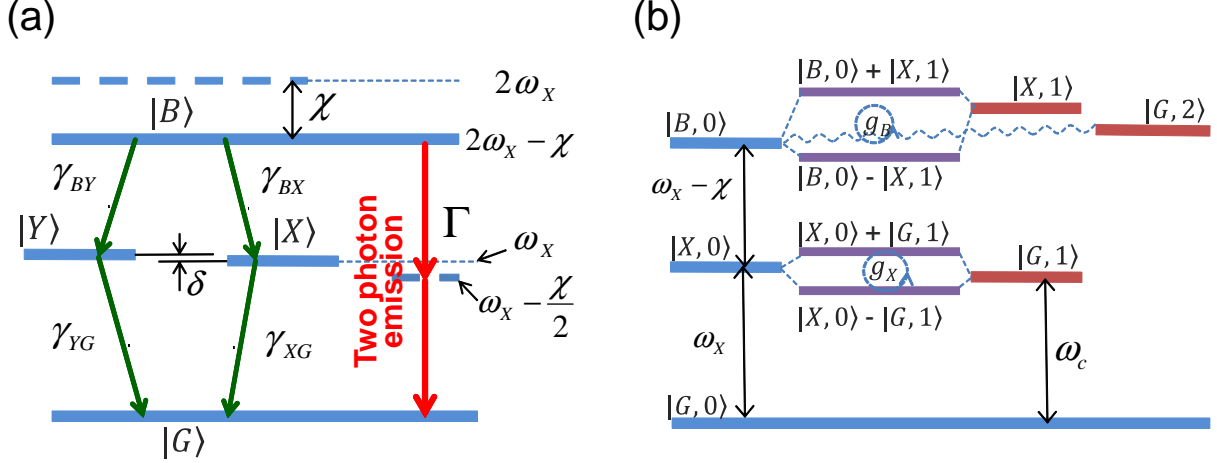 (a)
2ω_X
χ
|B⟩
2ω_X − χ
γ_BY
γ_BX
|Y⟩
|X⟩
Γ
ω_X
δ
ω_X − χ/2
Two photon
emission
γ_YG
γ_XG
|G⟩
(b)
|B, 0⟩ + |X, 1⟩
|X, 1⟩
|B, 0⟩
g_B
|G, 2⟩
|B, 0⟩ - |X, 1⟩
ω_X − χ
|X, 0⟩
|X, 0⟩ + |G, 1⟩
g_X
|G, 1⟩
|X, 0⟩ - |G, 1⟩
ω_X
ω_c
|G, 0⟩